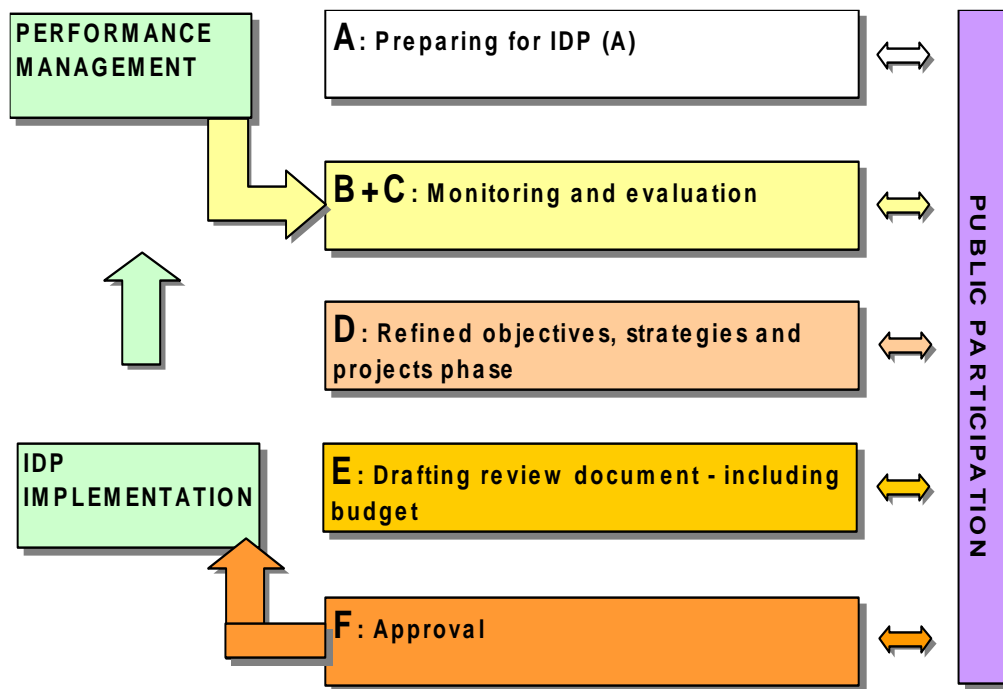 PERFORMANCE
MANAGEMENT
A: Preparing for IDP (A)
B+C: Monitoring and evaluation
D: Refined objectives, strategies and
projects phase
IDP
IMPLEMENTATION
E: Drafting review document - including
budget
F: Approval
PUBLIC PARTICIPATION